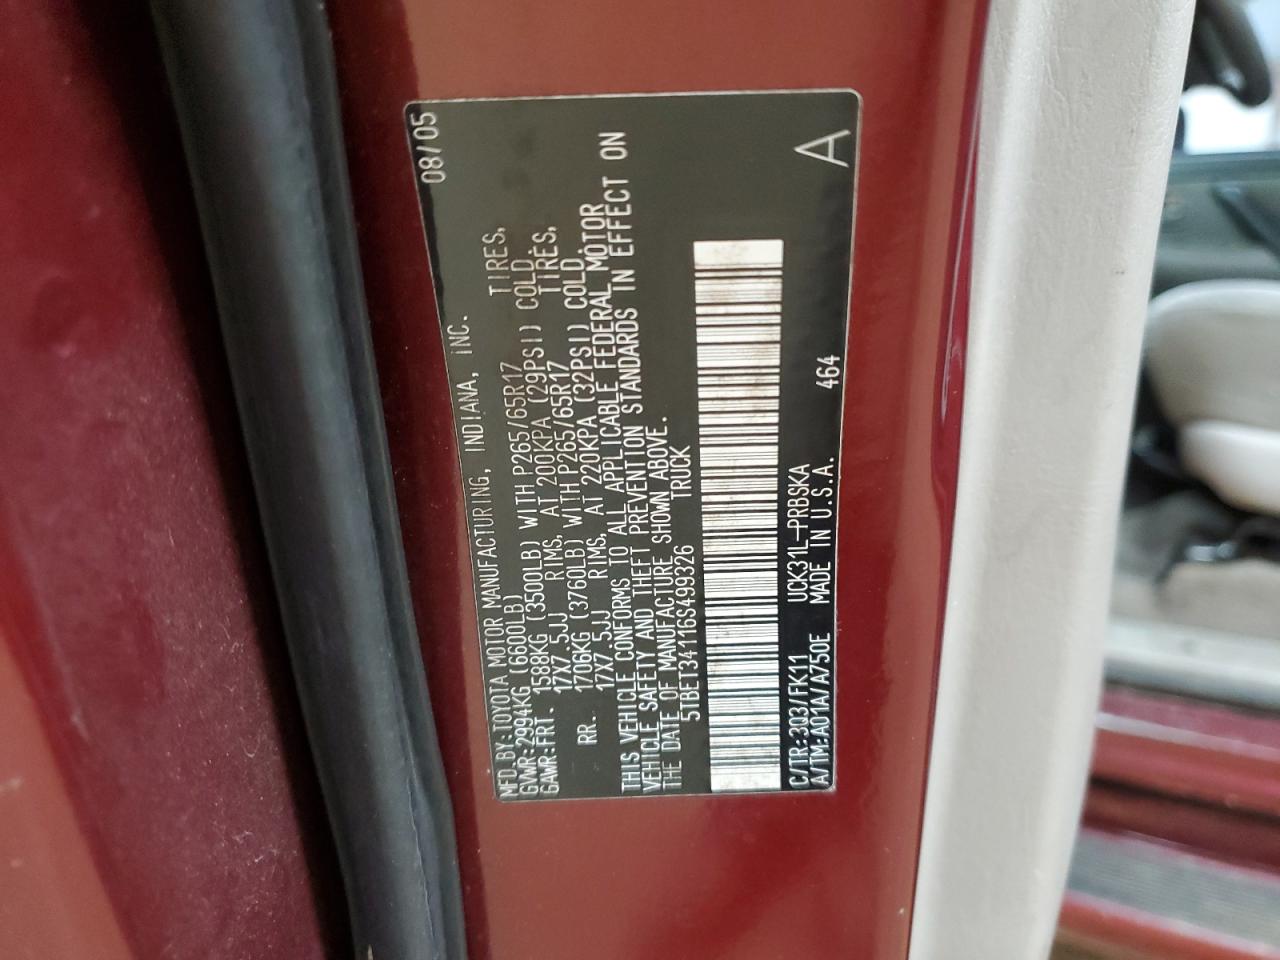 MFD.BY:TOYOTA MOTOR MANUFACTURING, INDIANA, INC. 08/05
GVWR:2994KG (6600LB)
GAWR:FRT. 1588KG (3500LB) WITH P265/65R17 TIRES,
17X7.5JJ RIMS, AT 200KPA (29PSI) COLD.
RR. 1706KG (3760LB) WITH P265/65R17 TIRES,
17X7.5JJ RIMS, AT 220KPA (32PSI) COLD.
THIS VEHICLE CONFORMS TO ALL APPLICABLE FEDERAL MOTOR
VEHICLE SAFETY AND THEFT PREVENTION STANDARDS IN EFFECT ON
THE DATE OF MANUFACTURE SHOWN ABOVE.
5TBET34116S499326 TRUCK
C/TR:3Q3/FK11 UCK31L-PRBSKA
A/TM:A01A/A750E MADE IN U.S.A. 464 A